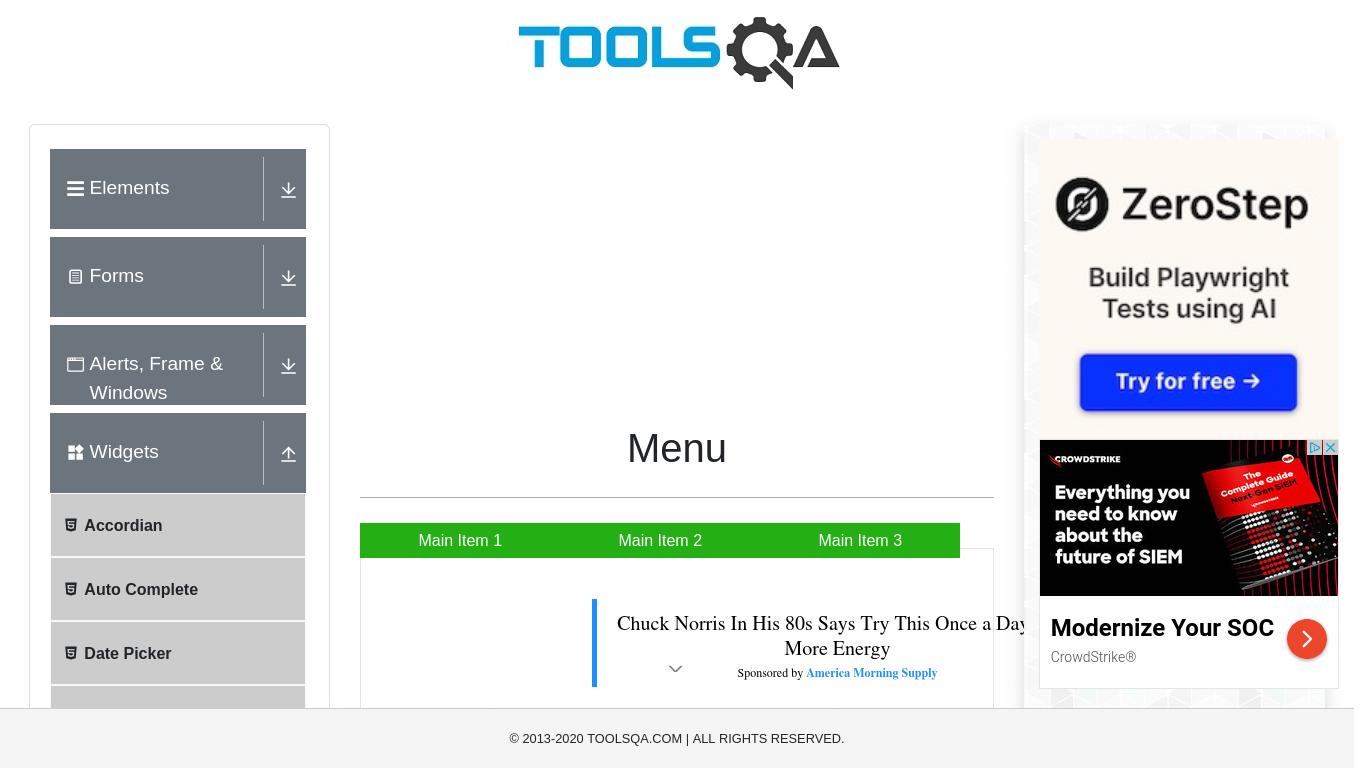 TOOLSQA
Elements
Forms
Alerts, Frame &
Windows
Widgets
Accordian
Auto Complete
Date Picker
Menu
Main Item 1
Main Item 2
Main Item 3
Chuck Norris In His 80s Says Try This Once a Day
More Energy
Sponsored by America Morning Supply
ZeroStep
Build Playwright
Tests using AI
Try for free →
CROWDSTRIKE
Everything you
need to know
about the
future of SIEM
The
Complete Guide
Next-Gen SIEM
Modernize Your SOC
CrowdStrike®
© 2013-2020 TOOLSQA.COM | ALL RIGHTS RESERVED.